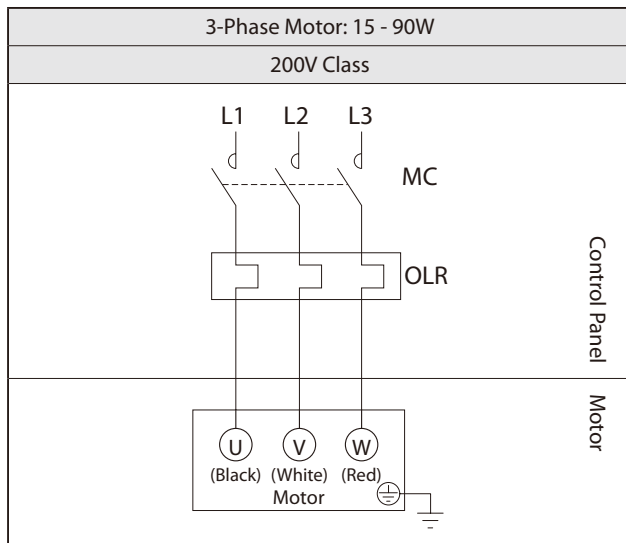 3-Phase Motor: 15 - 90W
200V Class
L1 L2 L3
MC
OLR
Control Panel
Motor
U V W
(Black) (White) (Red)
Motor